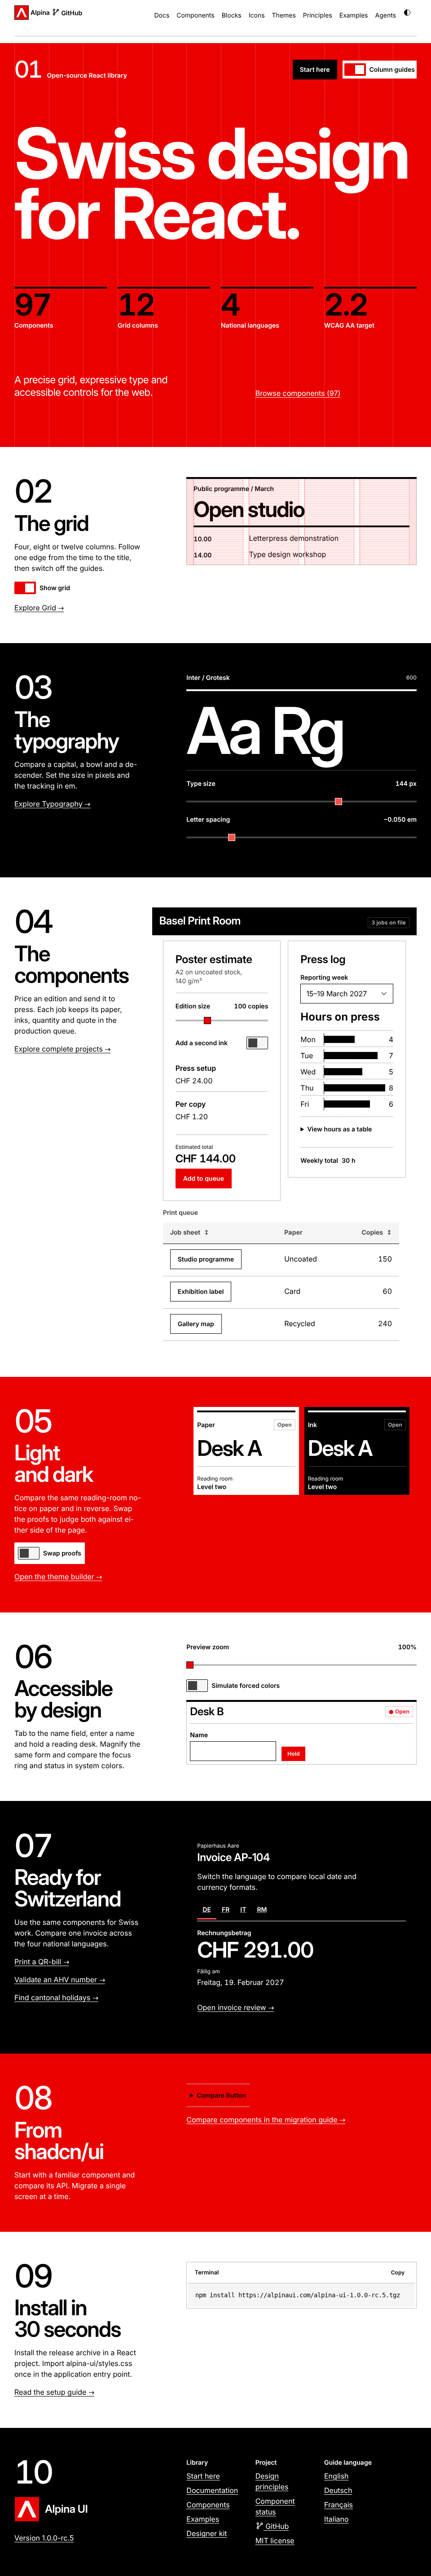 Alpina GitHub Docs Components Blocks Icons Themes Principles Examples Agents
01 Open-source React library
Start here
Column guides
Swiss design
for React.
97 12 4 2.2
Components Grid columns National languages WCAG AA target
A precise grid, expressive type and
accessible controls for the web.
Browse components (97)
02
The grid
Four, eight or twelve columns. Follow
one edge from the time to the title,
then switch off the guides.
Show grid
Explore Grid →
Public programme / March
Open studio
10.00 Letterpress demonstration
14.00 Type design workshop
03
The
typography
Compare a capital, a bowl and a de-
scender. Set the size in pixels and
the tracking in em.
Explore Typography →
Inter / Grotesk 600
Aa Rg
Type size 144 px
Letter spacing −0.050 em
04
The
components
Price an edition and send it to
press. Each job keeps its paper,
inks, quantity and quote in the
production queue.
Explore complete projects →
Basel Print Room 3 jobs on file
Poster estimate
A2 on uncoated stock,
140 g/m²
Edition size 100 copies
Add a second ink
Press setup
CHF 24.00
Per copy
CHF 1.20
Estimated total
CHF 144.00
Add to queue
Press log
Reporting week
15–19 March 2027
Hours on press
Mon 4
Tue 7
Wed 5
Thu 8
Fri 6
View hours as a table
Weekly total 30 h
Print queue
Job sheet ↕ Paper Copies ↕
Studio programme Uncoated 150
Exhibition label Card 60
Gallery map Recycled 240
05
Light
and dark
Compare the same reading-room no-
tice on paper and in reverse. Swap
the proofs to judge both against ei-
ther side of the page.
Swap proofs
Open the theme builder →
Paper Open
Desk A
Reading room
Level two
Ink Open
Desk A
Reading room
Level two
06
Accessible
by design
Tab to the name field, enter a name
and hold a reading desk. Magnify the
same form and compare the focus
ring and status in system colors.
Preview zoom 100%
Simulate forced colors
Desk B Open
Name
Hold
07
Ready for
Switzerland
Use the same components for Swiss
work. Compare one invoice across
the four national languages.
Print a QR-bill →
Validate an AHV number →
Find cantonal holidays →
Papierhaus Aare
Invoice AP-104
Switch the language to compare local date and
currency formats.
DE FR IT RM
Rechnungsbetrag
CHF 291.00
Fällig am
Freitag, 19. Februar 2027
Open invoice review →
08
From
shadcn/ui
Start with a familiar component and
compare its API. Migrate a single
screen at a time.
Compare Button
Compare components in the migration guide →
09
Install in
30 seconds
Install the release archive in a React
project. Import alpina-ui/styles.css
once in the application entry point.
Read the setup guide →
Terminal Copy
npm install https://alpinaui.com/alpina-ui-1.0.0-rc.5.tgz
10
Alpina UI
Version 1.0.0-rc.5
Library
Start here
Documentation
Components
Examples
Designer kit
Project
Design
principles
Component
status
GitHub
MIT license
Guide language
English
Deutsch
Français
Italiano